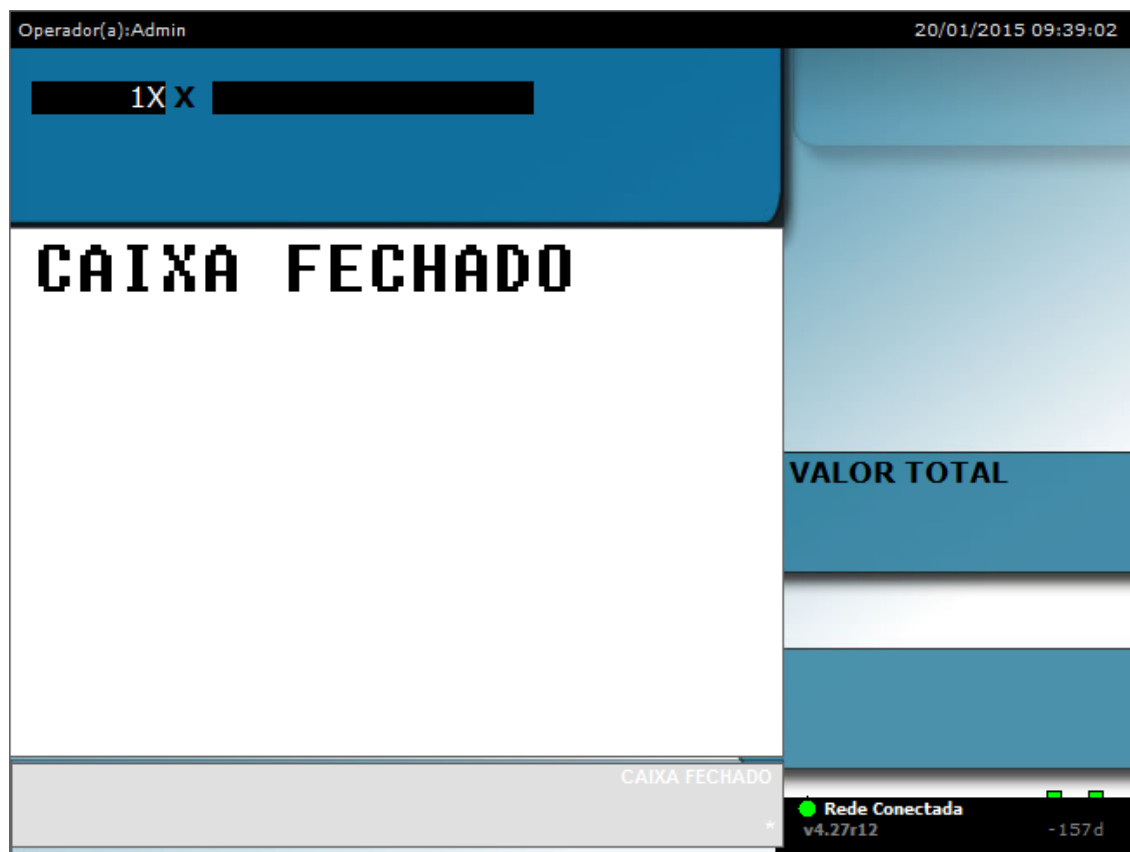 Operador(a):Admin 20/01/2015 09:39:02
1X X
CAIXA FECHADO
VALOR TOTAL
CAIXA FECHADO
*
Rede Conectada
v4.27r12 -157d